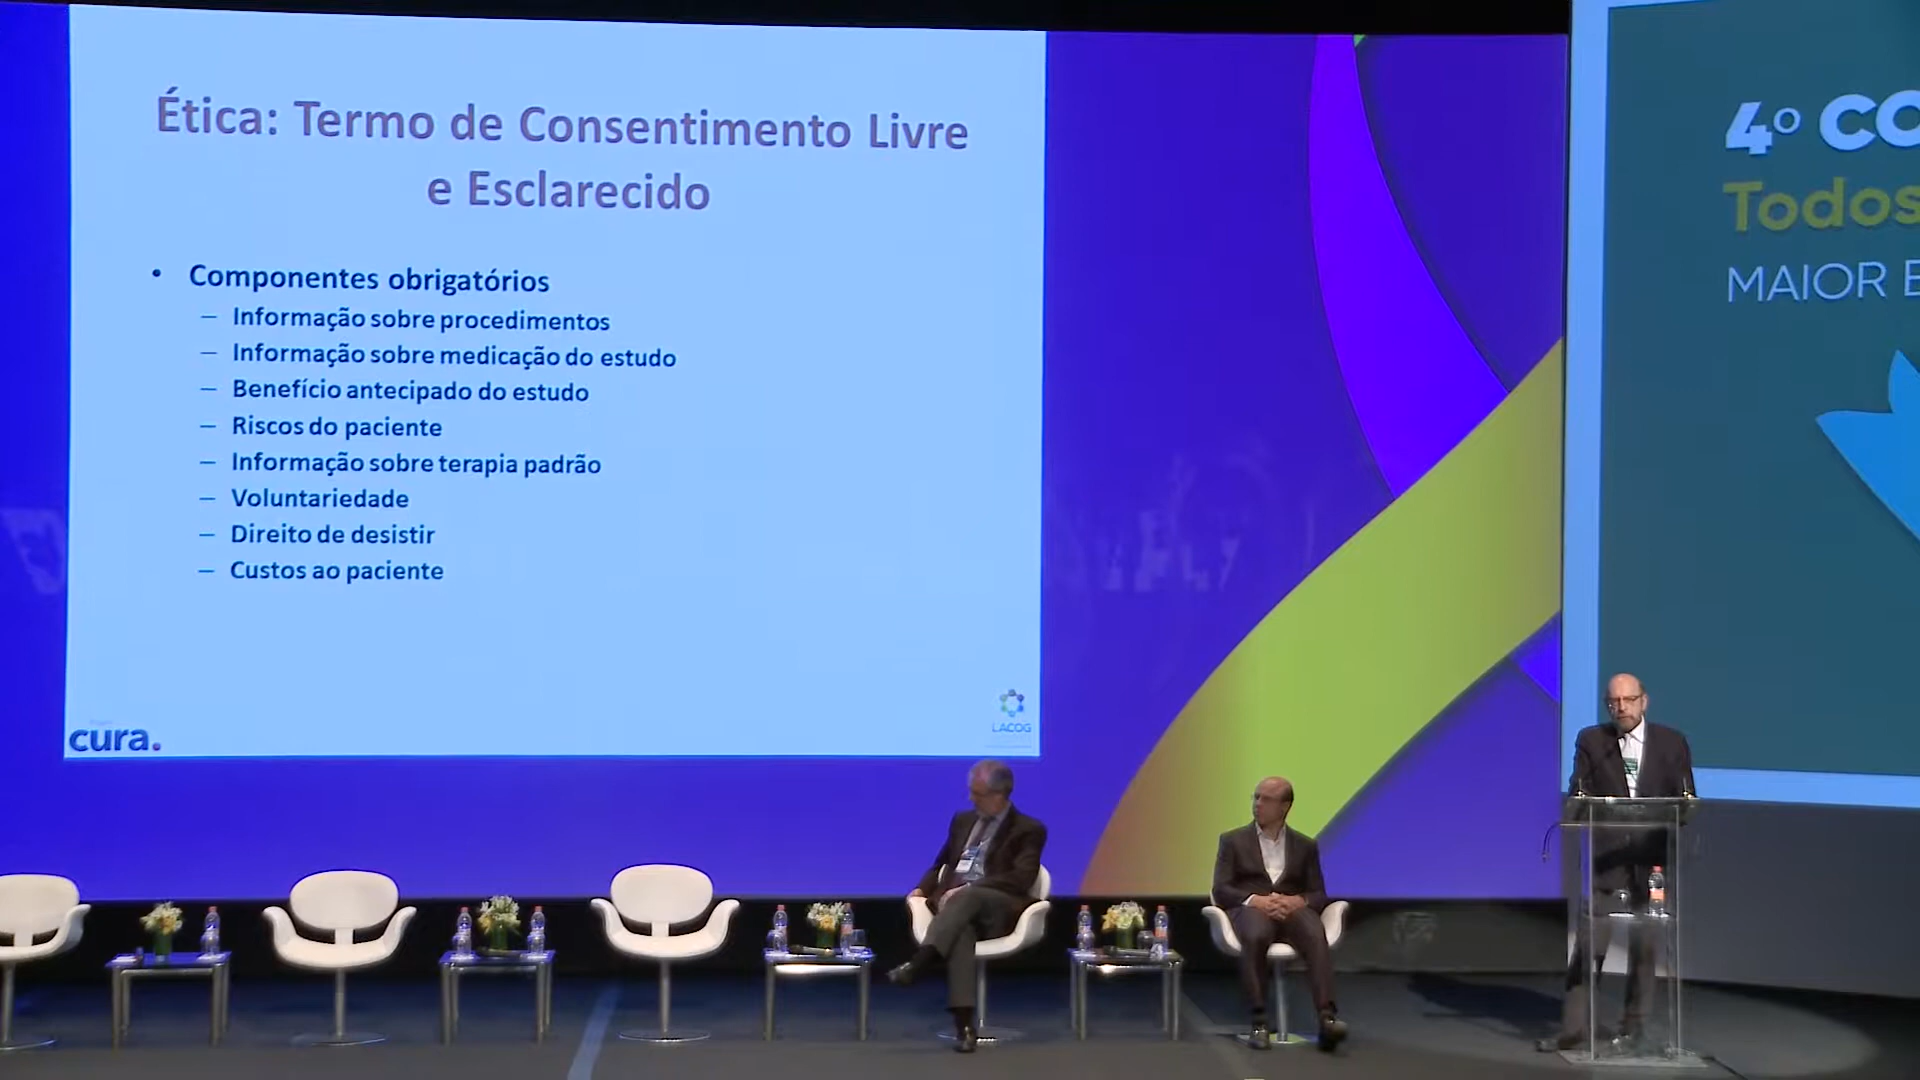 Ética: Termo de Consentimento Livre
e Esclarecido
• Componentes obrigatórios
– Informação sobre procedimentos
– Informação sobre medicação do estudo
– Benefício antecipado do estudo
– Riscos do paciente
– Informação sobre terapia padrão
– Voluntariedade
– Direito de desistir
– Custos ao paciente
cura.
LACOG
4º CO
Todos
MAIOR E